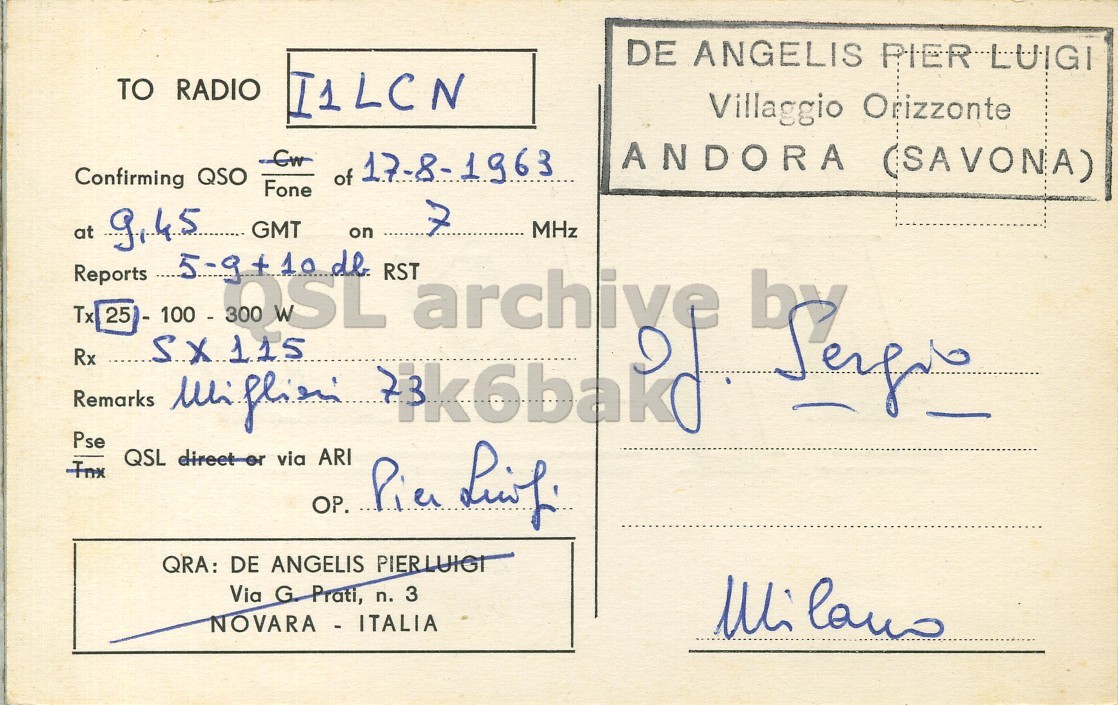 TO RADIO I1LCN
Confirming QSO Cw
Fone of 17-8-1963
at 9,45 GMT on 7 MHz
Reports 5-9+10 db RST
Tx 25 - 100 - 300 W
Rx SX115
Remarks Migliori 73
Pse
Tnx QSL direct or via ARI
OP. Pier Luigi
QRA: DE ANGELIS PIERLUIGI
Via G. Prati, n. 3
NOVARA - ITALIA
DE ANGELIS PIER LUIGI
Villaggio Orizzonte
ANDORA (SAVONA)
Sergio
Milano
QSL archive by
ik6bak